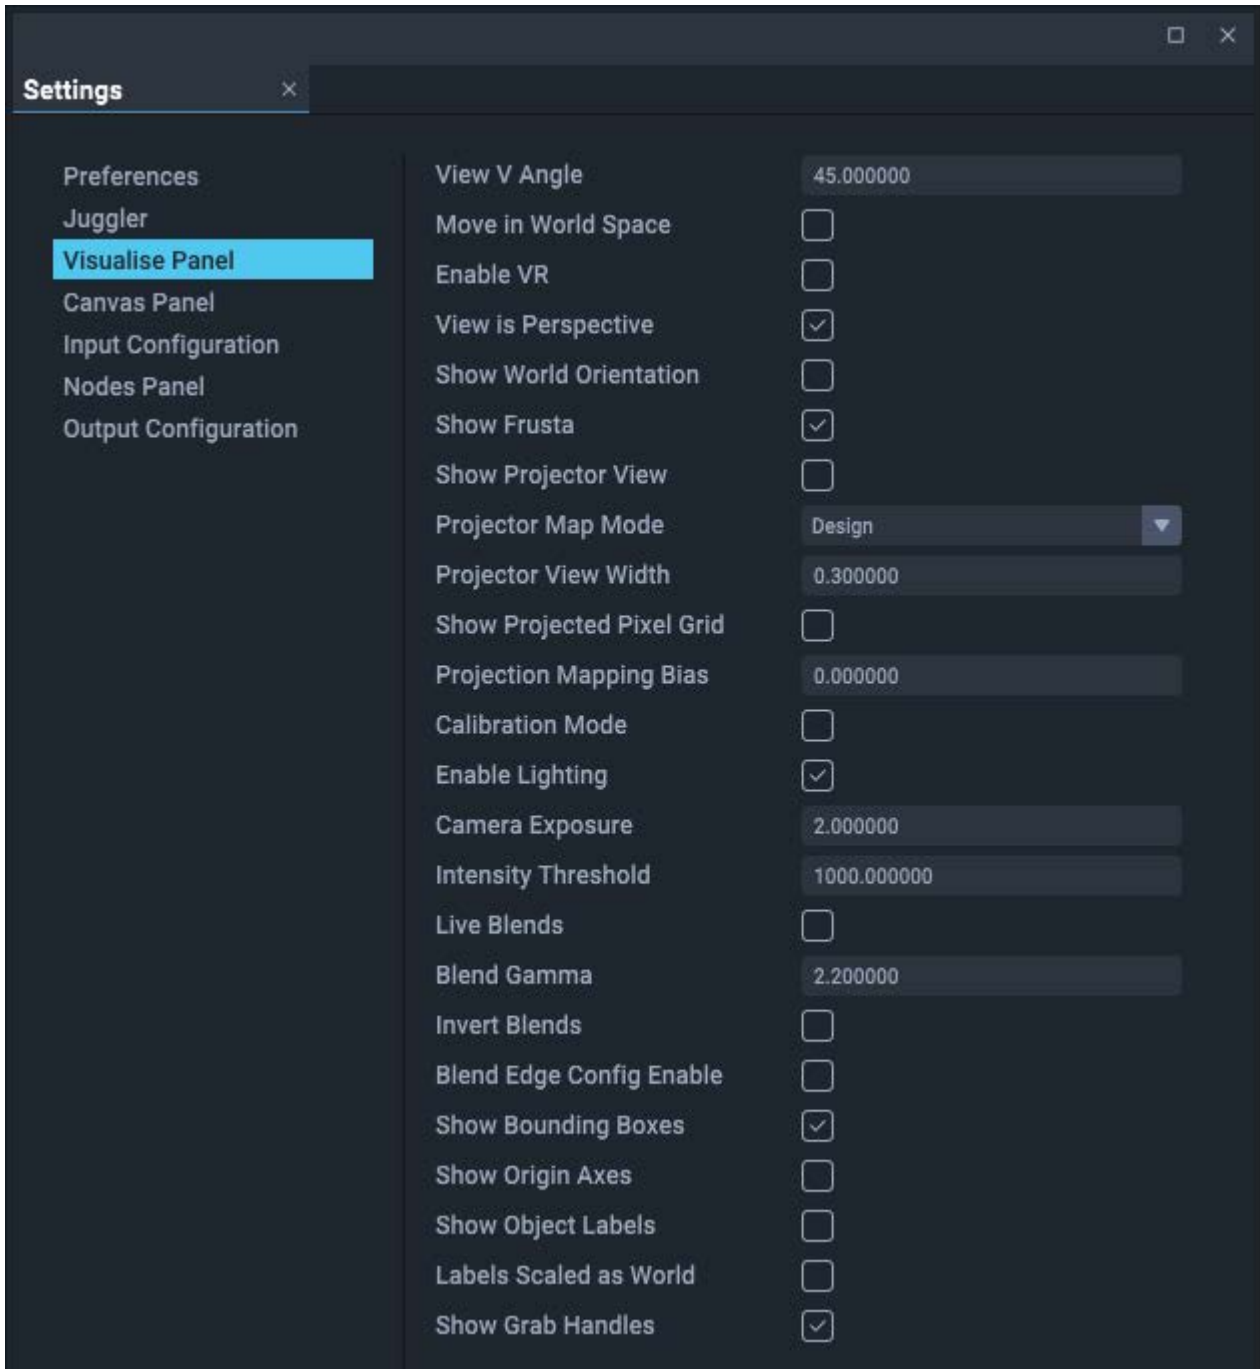 Settings
Preferences
Juggler
Visualise Panel
Canvas Panel
Input Configuration
Nodes Panel
Output Configuration
View V Angle 45.000000
Move in World Space
Enable VR
View is Perspective
Show World Orientation
Show Frusta
Show Projector View
Projector Map Mode Design
Projector View Width 0.300000
Show Projected Pixel Grid
Projection Mapping Bias 0.000000
Calibration Mode
Enable Lighting
Camera Exposure 2.000000
Intensity Threshold 1000.000000
Live Blends
Blend Gamma 2.200000
Invert Blends
Blend Edge Config Enable
Show Bounding Boxes
Show Origin Axes
Show Object Labels
Labels Scaled as World
Show Grab Handles